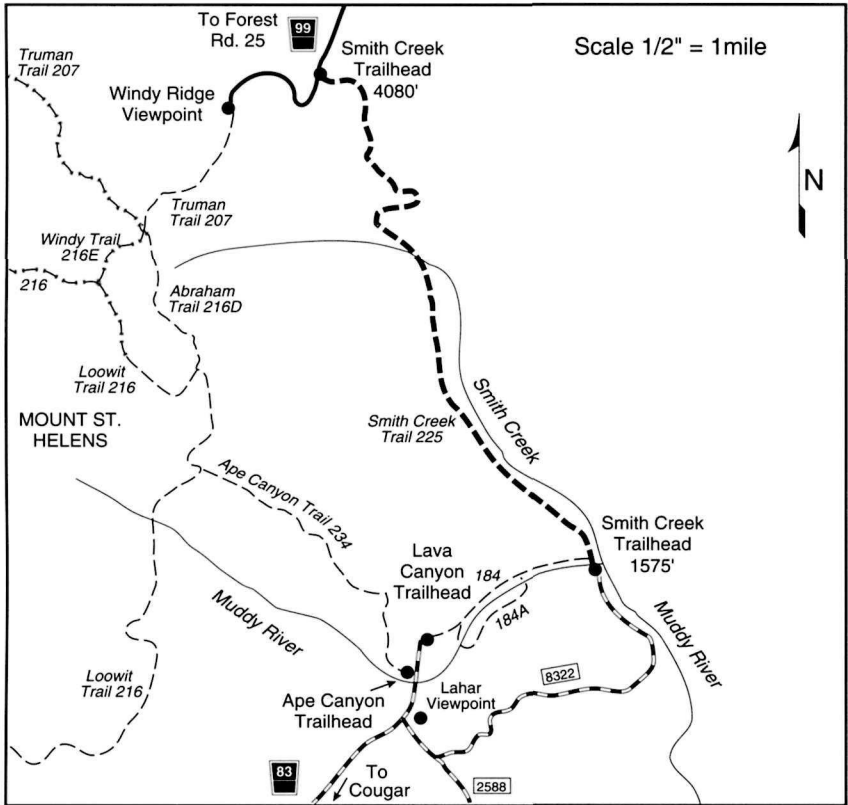 To Forest
Rd. 25
99
Smith Creek
Trailhead
4080'
Scale 1/2" = 1mile
Truman
Trail 207
Windy Ridge
Viewpoint
N
Truman
Trail 207
Windy Trail
216E
216
Abraham
Trail 216D
Loowit
Trail 216
Smith Creek
MOUNT ST.
HELENS
Smith Creek
Trail 225
Ape Canyon Trail 234
Smith Creek
Trailhead
1575'
Lava
Canyon
Trailhead
184
184A
Muddy River
Muddy River
Loowit
Trail 216
8322
Ape Canyon
Trailhead
Lahar
Viewpoint
83
To
Cougar
2588